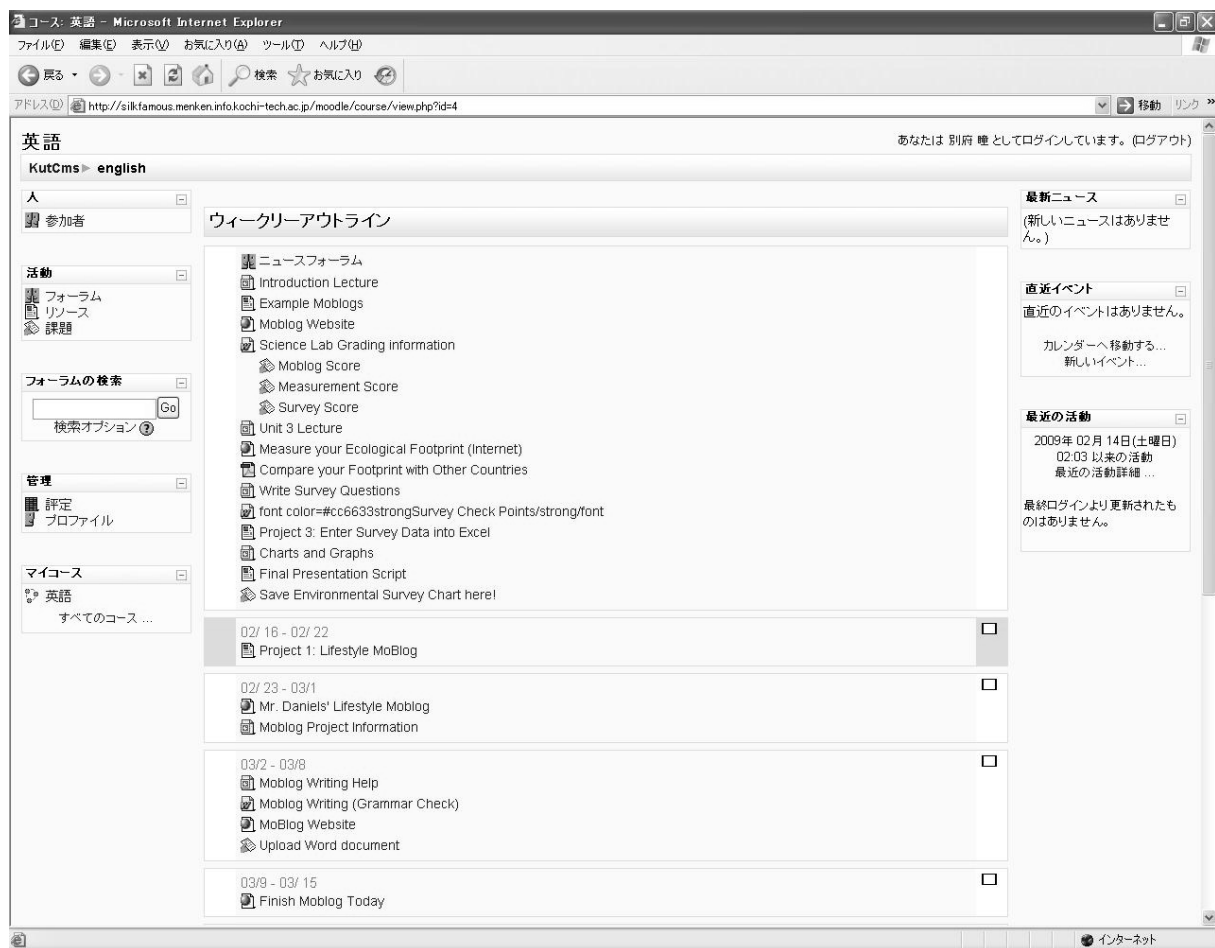 コース: 英語 - Microsoft Internet Explorer
ファイル(F) 編集(E) 表示(V) お気に入り(A) ツール(T) ヘルプ(H)
戻る 検索 お気に入り
アドレス(D) http://silkfamous.menken.info.kochi-tech.ac.jp/moodle/course/view.php?id=4 移動 リンク »
英語
あなたは 別府 瞳 としてログインしています。(ログアウト)
KutCms ► english
人
参加者
活動
フォーラム
リソース
課題
フォーラムの検索
Go
検索オプション ?
管理
評定
プロファイル
マイコース
英語
すべてのコース ...
ウィークリーアウトライン
ニュースフォーラム
Introduction Lecture
Example Moblogs
Moblog Website
Science Lab Grading information
Moblog Score
Measurement Score
Survey Score
Unit 3 Lecture
Measure your Ecological Footprint (Internet)
Compare your Footprint with Other Countries
Write Survey Questions
font color=#cc6633strongSurvey Check Points/strong/font
Project 3: Enter Survey Data into Excel
Charts and Graphs
Final Presentation Script
Save Environmental Survey Chart here!
02/ 16 - 02/ 22
Project 1: Lifestyle MoBlog
02/ 23 - 03/1
Mr. Daniels' Lifestyle Moblog
Moblog Project Information
03/2 - 03/8
Moblog Writing Help
Moblog Writing (Grammar Check)
MoBlog Website
Upload Word document
03/9 - 03/ 15
Finish Moblog Today
最新ニュース
(新しいニュースはありませ
ん。)
直近イベント
直近のイベントはありません。
カレンダーへ移動する...
新しいイベント...
最近の活動
2009年 02月 14日(土曜日)
02:03 以来の活動
最近の活動詳細 ...
最終ログインより更新されたも
のはありません。
インターネット